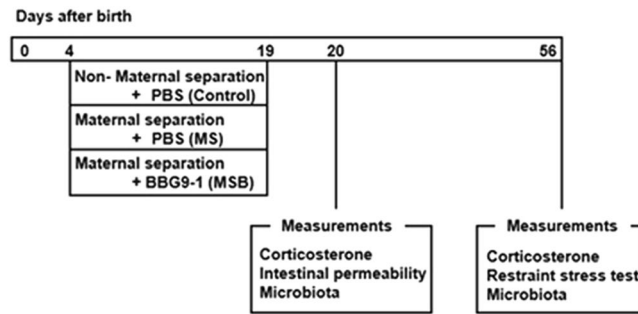 Days after birth
0 4 19 20 56
Non- Maternal separation
+ PBS (Control)
Maternal separation
+ PBS (MS)
Maternal separation
+ BBG9-1 (MSB)
Measurements
Corticosterone
Intestinal permeability
Microbiota
Measurements
Corticosterone
Restraint stress test
Microbiota